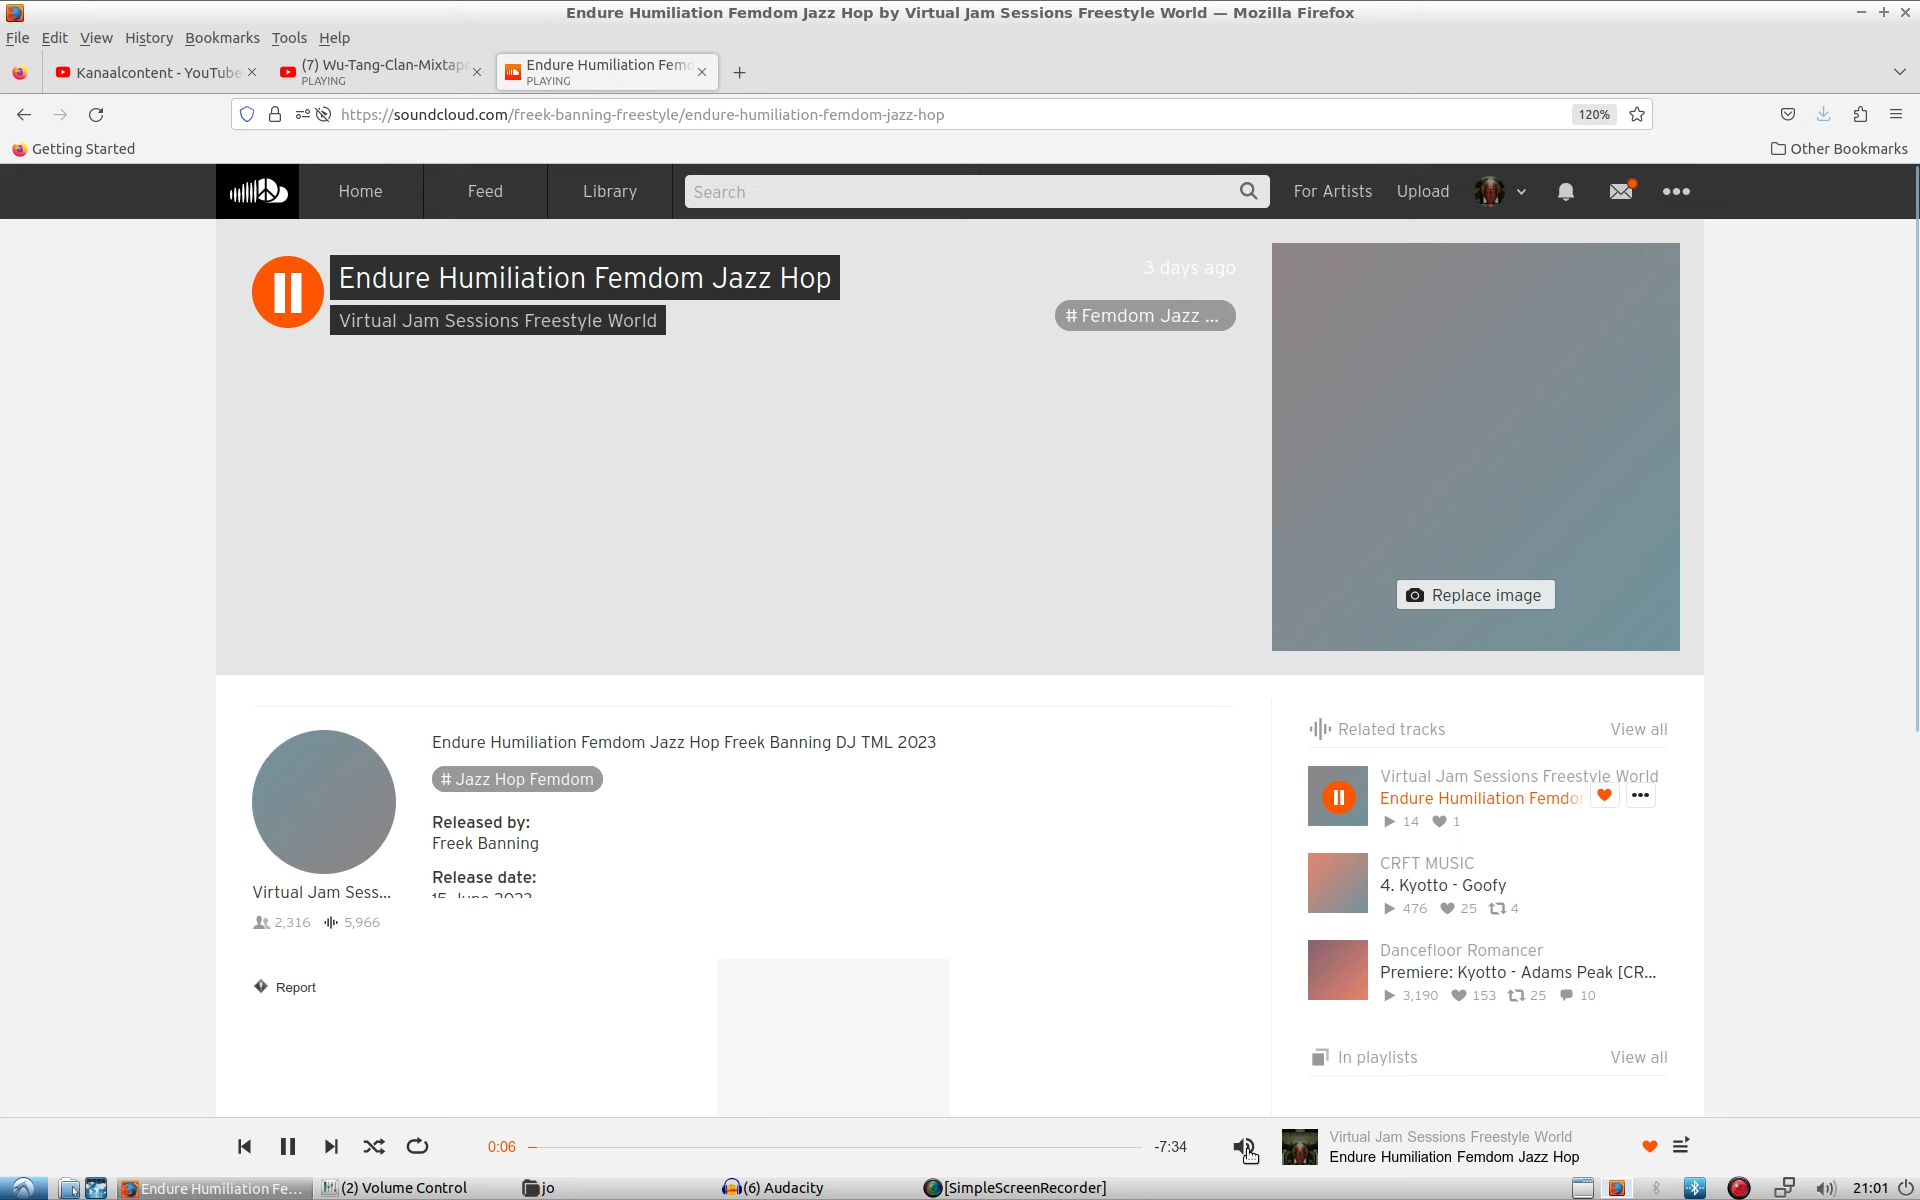 Endure Humiliation Femdom Jazz Hop by Virtual Jam Sessions Freestyle World — Mozilla Firefox
File Edit View History Bookmarks Tools Help
Kanaalcontent - YouTube
(7) Wu-Tang-Clan-Mixtape
PLAYING
Endure Humiliation Femd
PLAYING
https://soundcloud.com/freek-banning-freestyle/endure-humiliation-femdom-jazz-hop
120%
Getting Started
Other Bookmarks
Home
Feed
Library
Search
For Artists
Upload
Endure Humiliation Femdom Jazz Hop
Virtual Jam Sessions Freestyle World
3 days ago
# Femdom Jazz ...
Replace image
Endure Humiliation Femdom Jazz Hop Freek Banning DJ TML 2023
# Jazz Hop Femdom
Released by:
Freek Banning
Release date:
Virtual Jam Sess...
2,316 5,966
Report
Related tracks
View all
Virtual Jam Sessions Freestyle World
Endure Humiliation Femdo
14 1
CRFT MUSIC
4. Kyotto - Goofy
476 25 4
Dancefloor Romancer
Premiere: Kyotto - Adams Peak [CR...
3,190 153 25 10
In playlists
View all
0:06
-7:34
Virtual Jam Sessions Freestyle World
Endure Humiliation Femdom Jazz Hop
Endure Humiliation Fe...
(2) Volume Control
jo
(6) Audacity
[SimpleScreenRecorder]
21:01